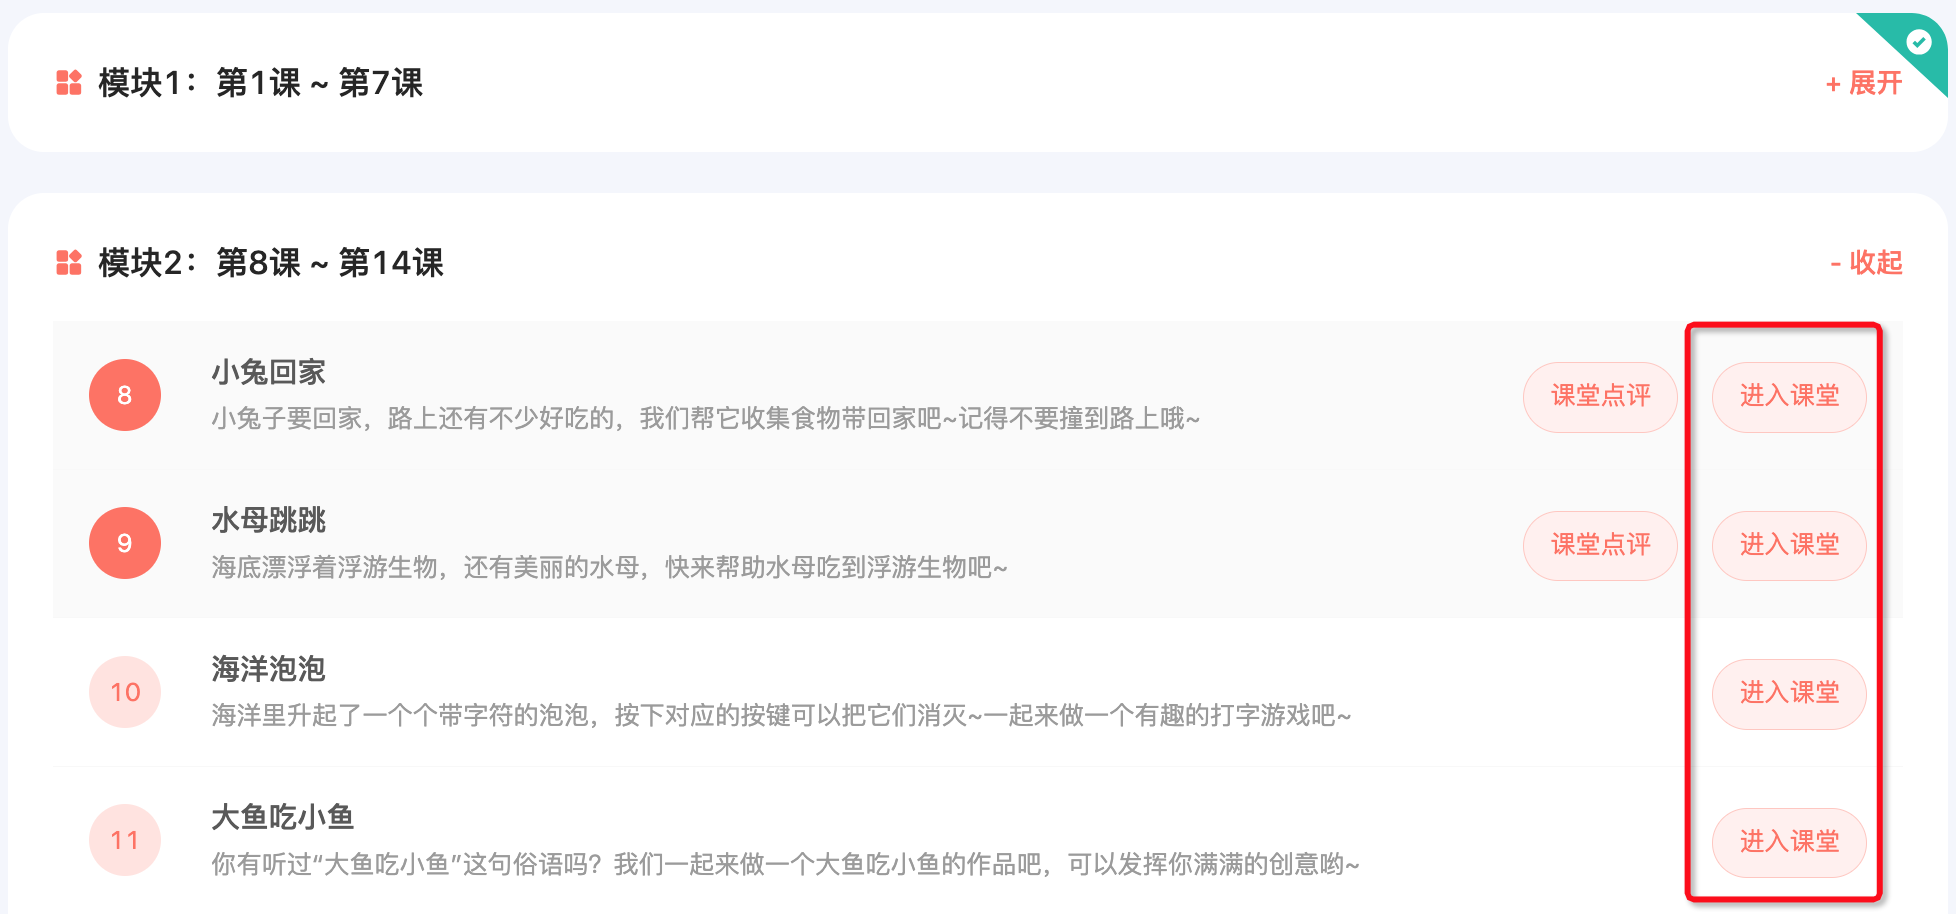 模块1：第1课 ~ 第7课
+ 展开
模块2：第8课 ~ 第14课
- 收起
8
小兔回家
小兔子要回家，路上还有不少好吃的，我们帮它收集食物带回家吧~记得不要撞到路上哦~
课堂点评
进入课堂
9
水母跳跳
海底漂浮着浮游生物，还有美丽的水母，快来帮助水母吃到浮游生物吧~
课堂点评
进入课堂
10
海洋泡泡
海洋里升起了一个个带字符的泡泡，按下对应的按键可以把它们消灭~一起来做一个有趣的打字游戏吧~
进入课堂
11
大鱼吃小鱼
你有听过“大鱼吃小鱼”这句俗语吗？我们一起来做一个大鱼吃小鱼的作品吧，可以发挥你满满的创意哟~
进入课堂